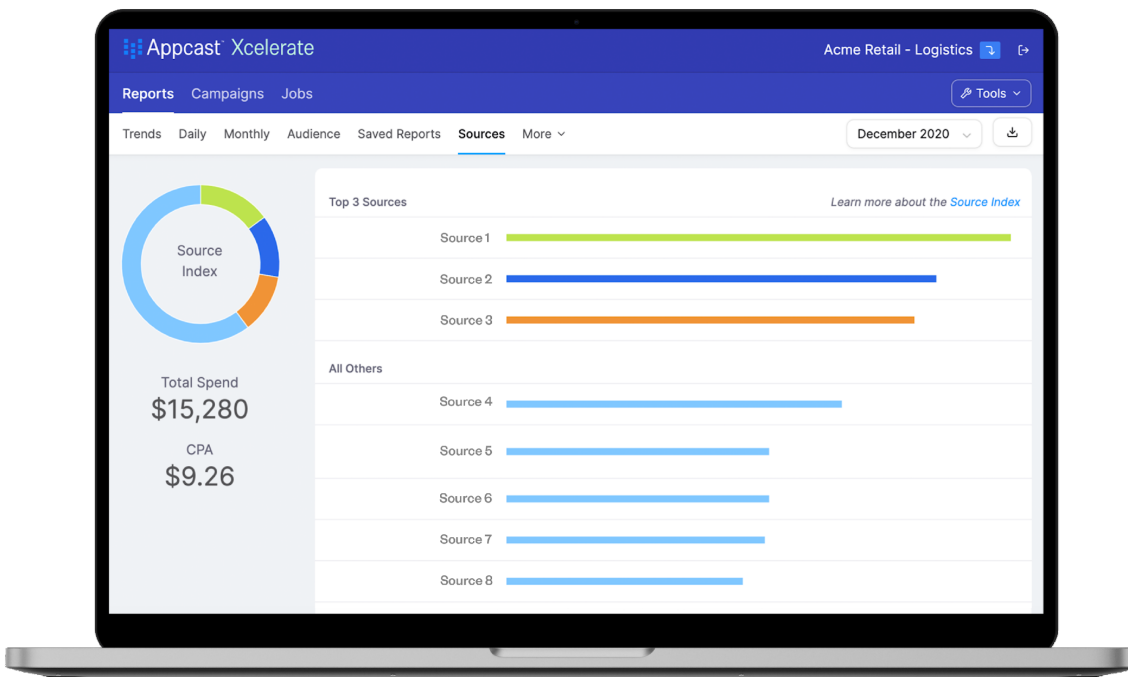 Appcast Xcelerate
Acme Retail - Logistics
Reports Campaigns Jobs
Tools
Trends Daily Monthly Audience Saved Reports Sources More
December 2020
Source
Index
Total Spend
$15,280
CPA
$9.26
Top 3 Sources
Learn more about the Source Index
Source 1
Source 2
Source 3
All Others
Source 4
Source 5
Source 6
Source 7
Source 8